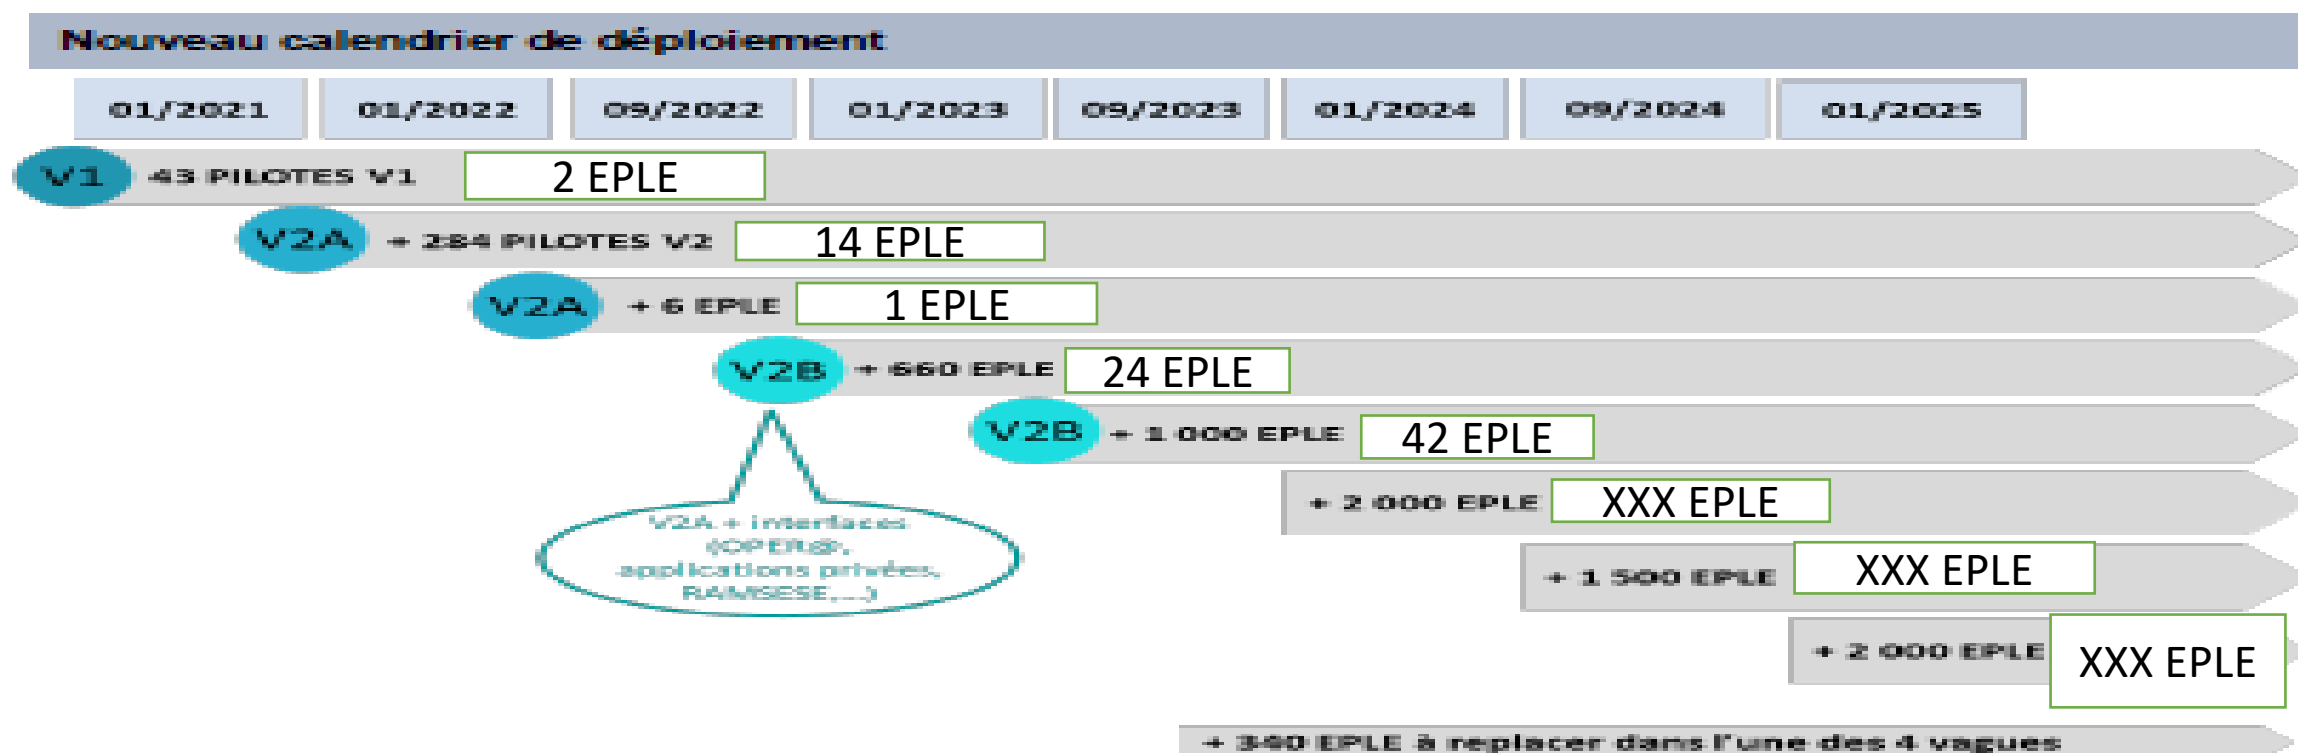 Nouveau calendrier de déploiement
01/2021 01/2022 09/2022 01/2023 09/2023 01/2024 09/2024 01/2025
V1 43 PILOTES V1 2 EPLE
V2A + 284 PILOTES V2 14 EPLE
V2A + 6 EPLE 1 EPLE
V2B + 660 EPLE 24 EPLE
V2B + 1 000 EPLE 42 EPLE
+ 2 000 EPLE XXX EPLE
V2A + interfaces
(OPER@,
applications privées,
RAMSESE,...)
+ 1 500 EPLE XXX EPLE
+ 2 000 EPLE XXX EPLE
+ 340 EPLE à replacer dans l'une des 4 vagues